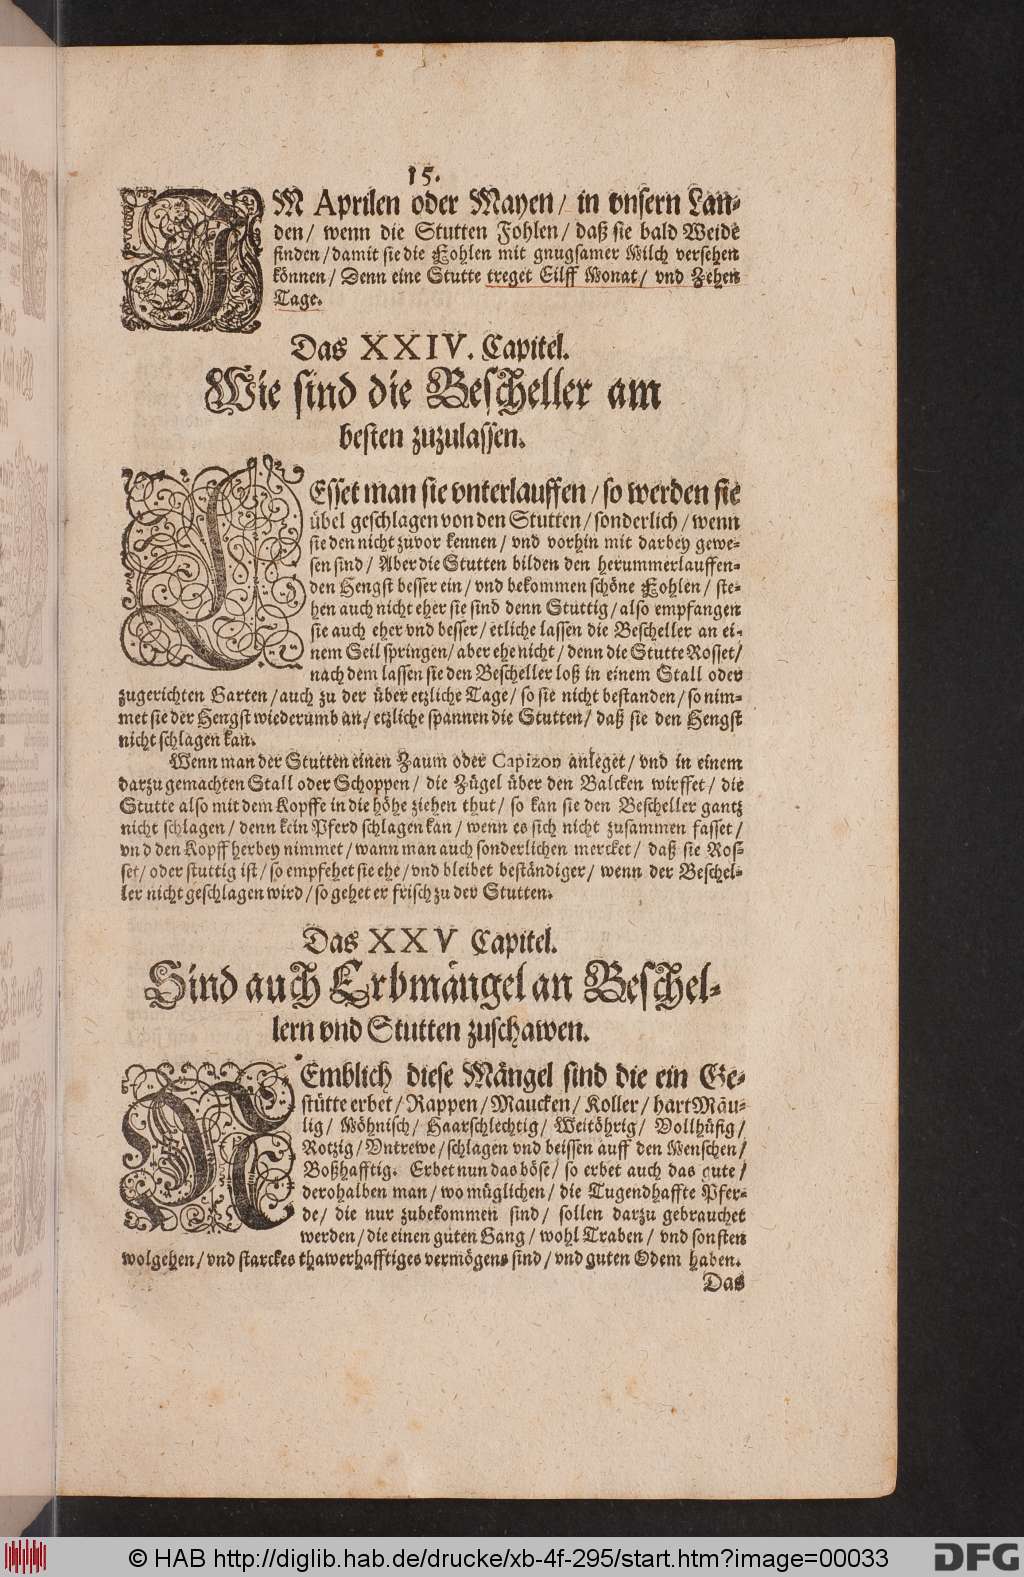 15.
IM Aprilen oder Mayen / in vnsern Lan-
den / wenn die Stutten Fohlen / daß sie bald Weide
finden / damit sie die Fohlen mit gnugsamer Milch versehen
können / Denn eine Stutte treget Eilff Monat / vnd Zehen
Tage.
Das XXIV. Capitel.
Wie sind die Bescheller am
besten zuzulassen.
LEsset man sie vnterlauffen / so werden sie
übel geschlagen von den Stutten / sonderlich / wenn
sie den nicht zuvor kennen / vnd vorhin mit darbey gewe-
sen sind / Aber die Stutten bilden den herummerlauffen-
den Hengst besser ein / vnd bekommen schöne Fohlen / ste-
hen auch nicht eher sie sind denn Stuttig / also empfangen
sie auch eher vnd besser / etliche lassen die Bescheller an ei-
nem Seil springen / aber ehe nicht / denn die Stutte Rosset /
nach dem lassen sie den Bescheller loß in einem Stall oder
zugerichten Garten / auch zu der über etzliche Tage / so sie nicht bestanden / so nim-
met sie der Hengst wiederumb an / etzliche spannen die Stutten / daß sie den Hengst
nicht schlagen kan.
Wenn man der Stutten einen Zaum oder Capizon anleget / vnd in einem
darzu gemachten Stall oder Schoppen / die Zügel über den Balcken wirffet / die
Stutte also mit dem Kopffe in die höhe ziehen thut / so kan sie den Bescheller gantz
nicht schlagen / denn kein Pferd schlagen kan / wenn es sich nicht zusammen fasset /
vnd den Kopff herbey nimmet / wann man auch sonderlichen mercket / daß sie Ros-
set / oder stuttig ist / so empfehet sie ehe / vnd bleibet beständiger / wenn der Beschel-
ler nicht geschlagen wird / so gehet er frisch zu der Stutten.
Das XXV Capitel.
Sind auch Erbmängel an Beschel-
lern vnd Stutten zuschawen.
NEmblich diese Mängel sind die ein Ge-
stütte erbet / Rappen / Maucken / Koller / hart Mäu-
lig / Möhnisch / Haarschlechtig / Weitöhrig / Vollhüfig /
Rotzig / Vntrewe / schlagen vnd beissen auff den Menschen /
Boßhafftig. Erbet nun das böse / so erbet auch das gute /
derohalben man / wo müglichen / die Tugendhaffte Pfer-
de / die nur zubekommen sind / sollen darzu gebrauchet
werden / die einen guten Gang / wohl Traben / vnd sonsten
wolgehen / vnd starckes thawerhafftiges vermögens sind / vnd guten Odem haben.
Das
© HAB http://diglib.hab.de/drucke/xb-4f-295/start.htm?image=00033
DFG